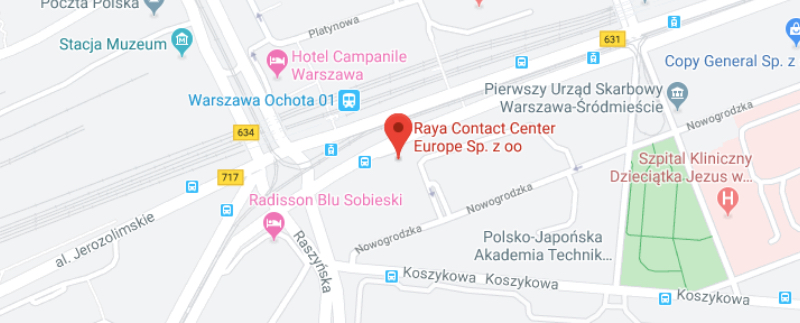 Poczta Polska
Platynowa
Stacja Muzeum
631
Hotel Campanile
Warszawa
Copy General Sp. z
Pierwszy Urząd Skarbowy
Warszawa-Śródmieście
Warszawa Ochota 01
Nowogrodzka
634
Raya Contact Center
Europe Sp. z oo
Szpital Kliniczny
Dzieciątka Jezus w...
717
H
Radisson Blu Sobieski
Nowogrodzka
al. Jerozolimskie
Raszyńska
Nowogrodzka
Polsko-Japońska
Akademia Technik...
Koszykowa
Koszykowa
Koszykowa